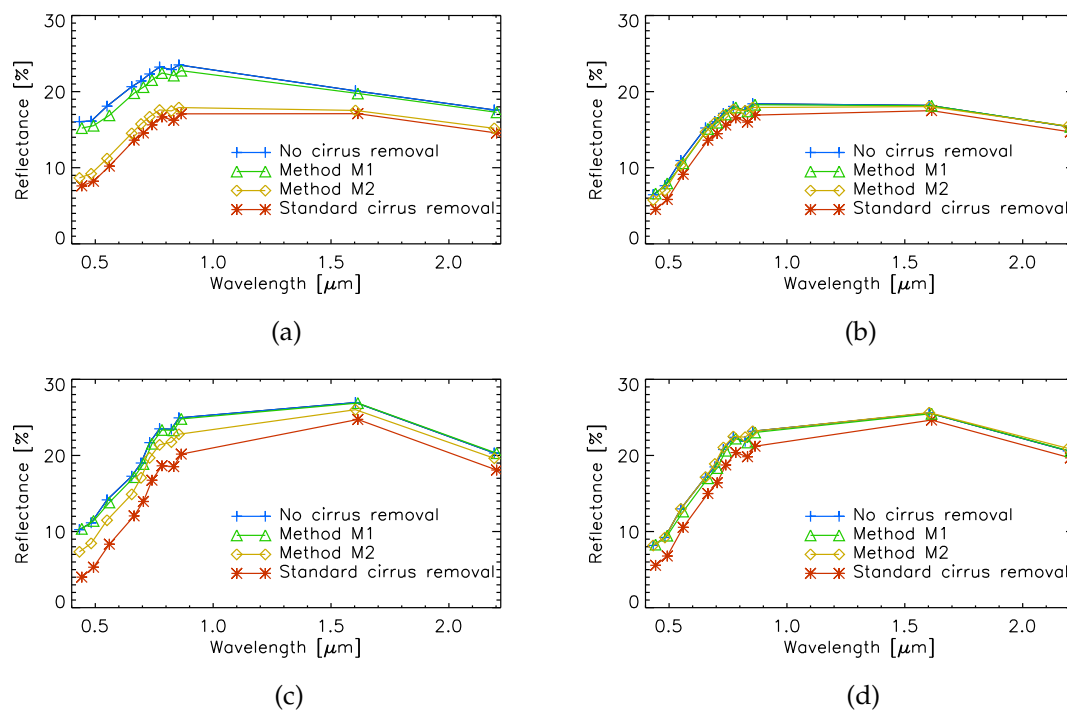 30
20
10
0
Reflectance [%]
No cirrus removal
Method M1
Method M2
Standard cirrus removal
0.5 1.0 1.5 2.0
Wavelength [μm]
(a)
30
20
10
0
Reflectance [%]
No cirrus removal
Method M1
Method M2
Standard cirrus removal
0.5 1.0 1.5 2.0
Wavelength [μm]
(b)
30
20
10
0
Reflectance [%]
No cirrus removal
Method M1
Method M2
Standard cirrus removal
0.5 1.0 1.5 2.0
Wavelength [μm]
(c)
30
20
10
0
Reflectance [%]
No cirrus removal
Method M1
Method M2
Standard cirrus removal
0.5 1.0 1.5 2.0
Wavelength [μm]
(d)